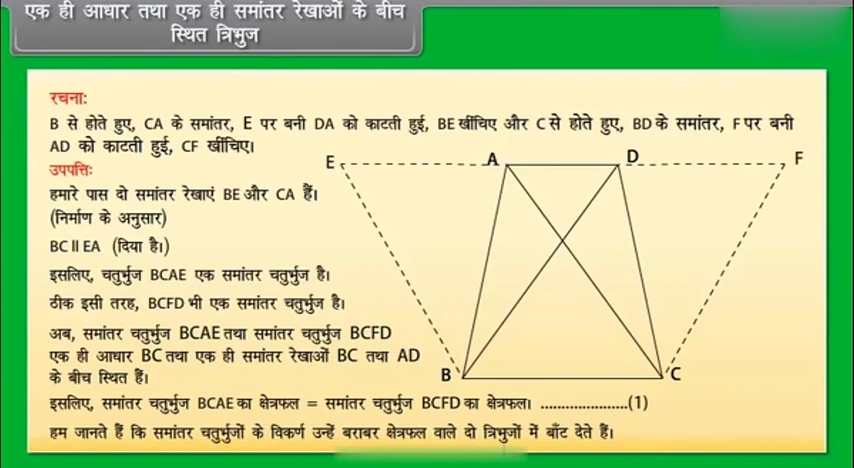 एक ही आधार तथा एक ही समांतर रेखाओं के बीच
स्थित त्रिभुज
रचना:
B से होते हुए, CA के समांतर, E पर बनी DA को काटती हुई, BE खींचिए और C से होते हुए, BD के समांतर, F पर बनी
AD को काटती हुई, CF खींचिए।
उपपत्ति:
हमारे पास दो समांतर रेखाएं BE और CA हैं।
(निर्माण के अनुसार)
BC ll EA (दिया है।)
इसलिए, चतुर्भुज BCAE एक समांतर चतुर्भुज है।
ठीक इसी तरह, BCFD भी एक समांतर चतुर्भुज है।
अब, समांतर चतुर्भुज BCAE तथा समांतर चतुर्भुज BCFD
एक ही आधार BC तथा एक ही समांतर रेखाओं BC तथा AD
के बीच स्थित हैं।
इसलिए, समांतर चतुर्भुज BCAE का क्षेत्रफल = समांतर चतुर्भुज BCFD का क्षेत्रफल। ......................(1)
हम जानते हैं कि समांतर चतुर्भुजों के विकर्ण उन्हें बराबर क्षेत्रफल वाले दो त्रिभुजों में बाँट देते हैं।
E A D F
B C